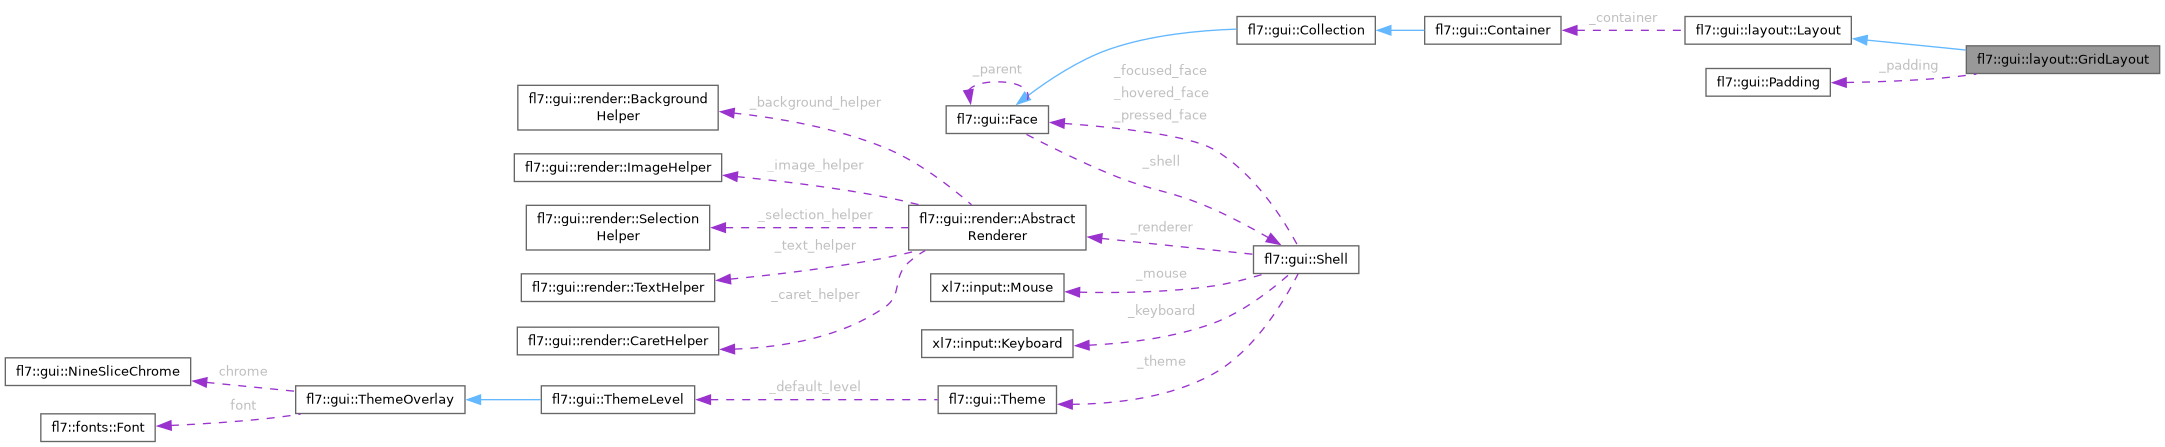 fl7::gui::Collection
fl7::gui::Container
_container
fl7::gui::layout::Layout
fl7::gui::layout::GridLayout
_padding
fl7::gui::Padding
_parent
_focused_face
_hovered_face
_pressed_face
fl7::gui::Face
_shell
fl7::gui::render::Background
Helper
_background_helper
fl7::gui::render::ImageHelper
_image_helper
fl7::gui::render::Selection
Helper
_selection_helper
fl7::gui::render::Abstract
Renderer
_renderer
fl7::gui::Shell
_text_helper
fl7::gui::render::TextHelper
_mouse
xl7::input::Mouse
_caret_helper
fl7::gui::render::CaretHelper
_keyboard
xl7::input::Keyboard
_theme
fl7::gui::NineSliceChrome
chrome
fl7::gui::ThemeOverlay
fl7::gui::ThemeLevel
_default_level
fl7::gui::Theme
font
fl7::fonts::Font